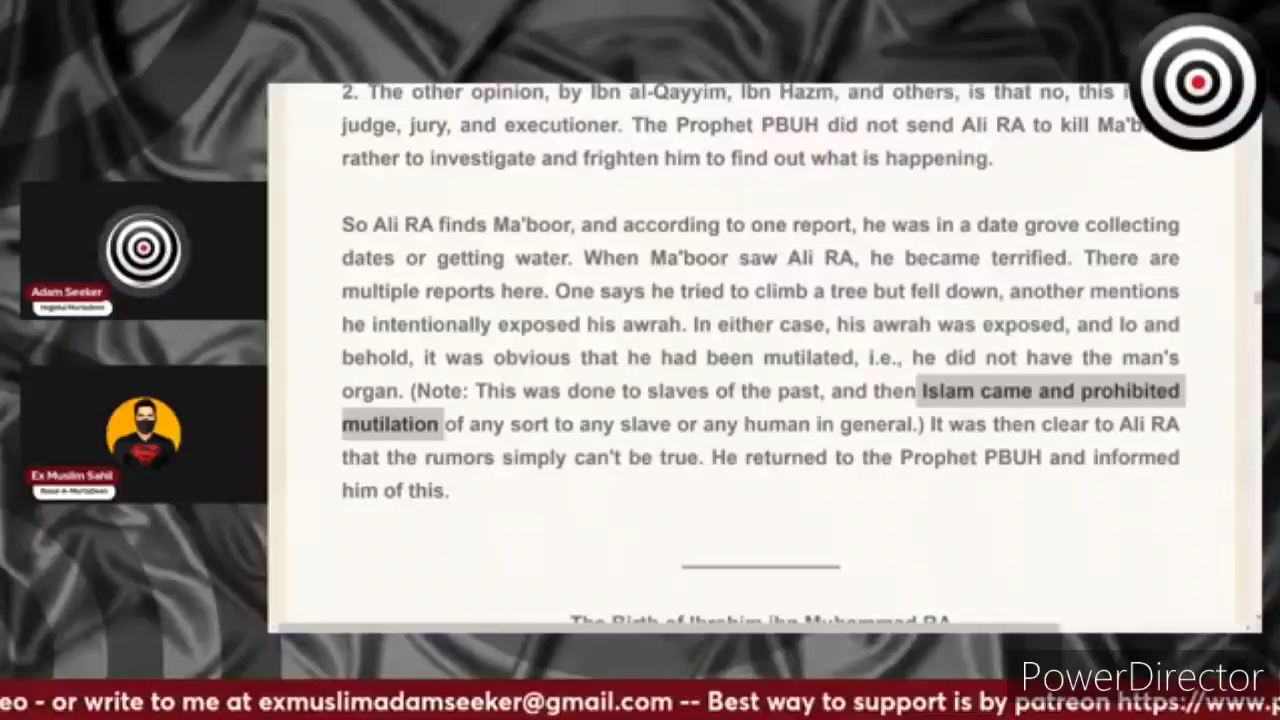 2. The other opinion, by Ibn al-Qayyim, Ibn Hazm, and others, is that no, this
judge, jury, and executioner. The Prophet PBUH did not send Ali RA to kill
rather to investigate and frighten him to find out what is happening.
So Ali RA finds Ma'boor, and according to one report, he was in a date grove collecting
dates or getting water. When Ma'boor saw Ali RA, he became terrified. There are
multiple reports here. One says he tried to climb a tree but fell down, another mentions
he intentionally exposed his awrah. In either case, his awrah was exposed, and lo and
behold, it was obvious that he had been mutilated, i.e., he did not have the man's
organ. (Note: This was done to slaves of the past, and then Islam came and prohibited
mutilation of any sort to any slave or any human in general.) It was then clear to Ali RA
that the rumors simply can't be true. He returned to the Prophet PBUH and informed
him of this.
The Birth of Ibrahim ibn Muhammad RA
Adam Seeker
Ex Muslim Sahil
PowerDirector
eo - or write to me at exmuslimadamseeker@gmail.com -- Best way to support is by patreon https://www.p